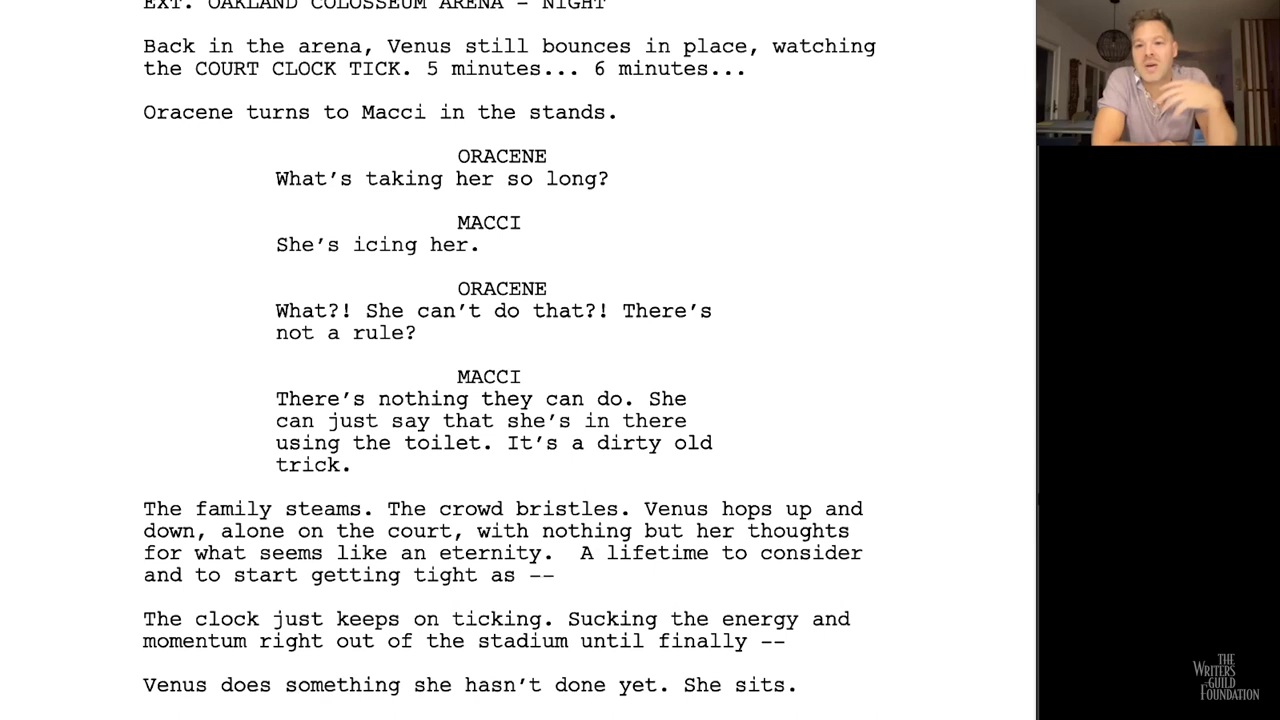 EXT. OAKLAND COLOSSEUM ARENA – NIGHT
Back in the arena, Venus still bounces in place, watching
the COURT CLOCK TICK. 5 minutes... 6 minutes...
Oracene turns to Macci in the stands.
ORACENE
What's taking her so long?
MACCI
She's icing her.
ORACENE
What?! She can't do that?! There's
not a rule?
MACCI
There's nothing they can do. She
can just say that she's in there
using the toilet. It's a dirty old
trick.
The family steams. The crowd bristles. Venus hops up and
down, alone on the court, with nothing but her thoughts
for what seems like an eternity.  A lifetime to consider
and to start getting tight as --
The clock just keeps on ticking. Sucking the energy and
momentum right out of the stadium until finally --
Venus does something she hasn't done yet. She sits.
THE
WRITERS
GUILD
FOUNDATION